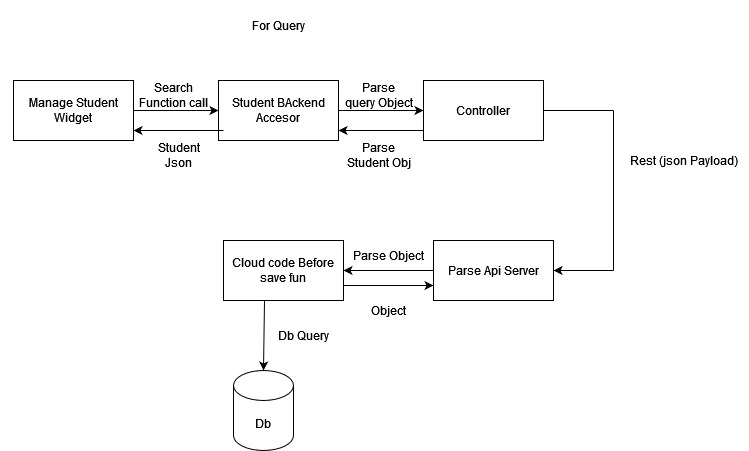 For Query
Manage Student
Widget
Search
Function call
Student BAckend
Accesor
Parse
query Object
Controller
Student
Json
Parse
Student Obj
Rest (json Payload)
Cloud code Before
save fun
Parse Object
Parse Api Server
Object
Db Query
Db